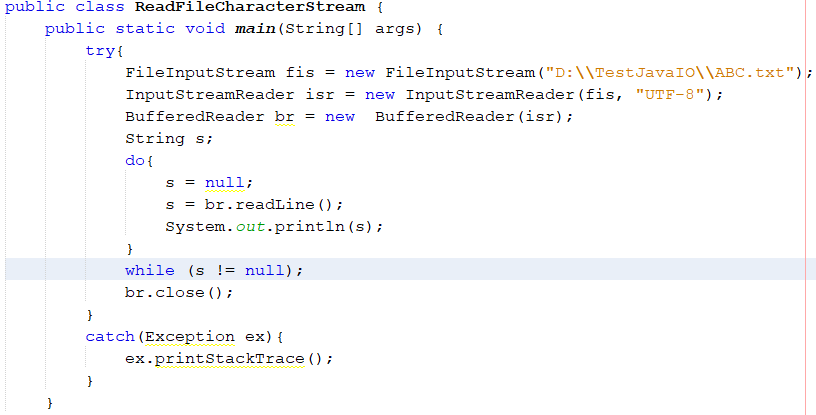 public class ReadFileCharacterStream {
public static void main(String[] args) {
try{
FileInputStream fis = new FileInputStream("D:\\TestJavaIO\\ABC.txt");
InputStreamReader isr = new InputStreamReader(fis, "UTF-8");
BufferedReader br = new  BufferedReader(isr);
String s;
do{
s = null;
s = br.readLine();
System.out.println(s);
}
while (s != null);
br.close();
}
catch(Exception ex){
ex.printStackTrace();
}
}